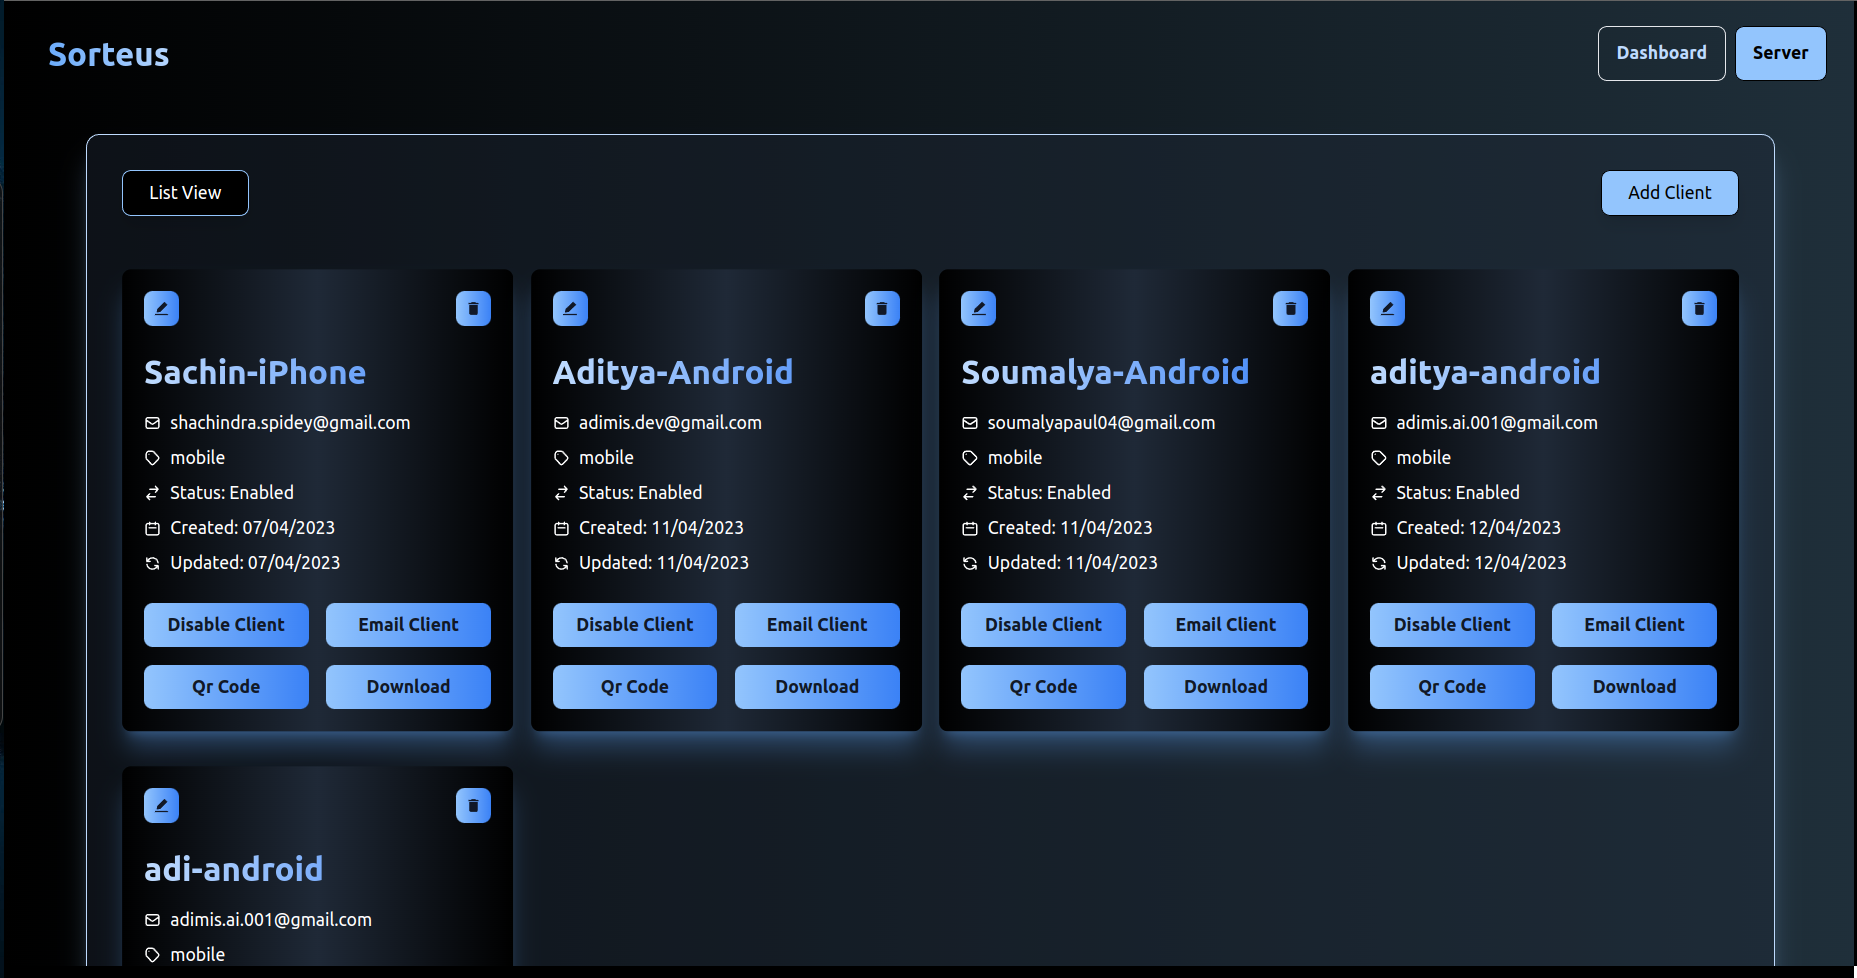 Sorteus
Dashboard
Server
List View
Add Client
Sachin-iPhone
shachindra.spidey@gmail.com
mobile
Status: Enabled
Created: 07/04/2023
Updated: 07/04/2023
Disable Client
Email Client
Qr Code
Download
Aditya-Android
adimis.dev@gmail.com
mobile
Status: Enabled
Created: 11/04/2023
Updated: 11/04/2023
Disable Client
Email Client
Qr Code
Download
Soumalya-Android
soumalyapaul04@gmail.com
mobile
Status: Enabled
Created: 11/04/2023
Updated: 11/04/2023
Disable Client
Email Client
Qr Code
Download
aditya-android
adimis.ai.001@gmail.com
mobile
Status: Enabled
Created: 12/04/2023
Updated: 12/04/2023
Disable Client
Email Client
Qr Code
Download
adi-android
adimis.ai.001@gmail.com
mobile